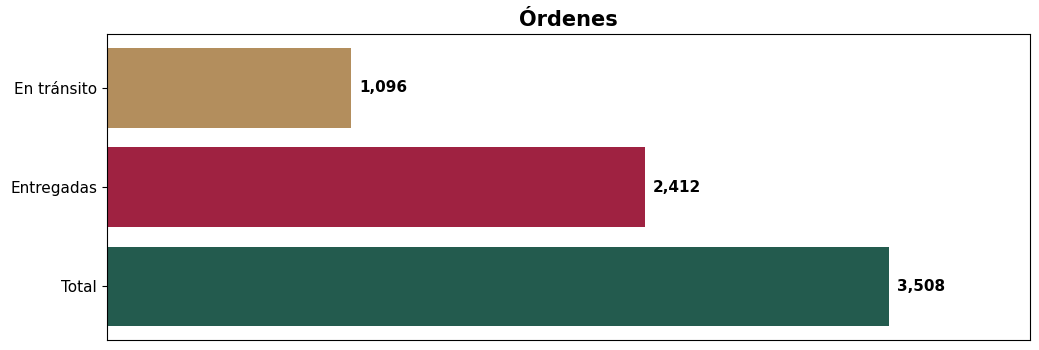 Órdenes
En tránsito 1,096
Entregadas 2,412
Total 3,508